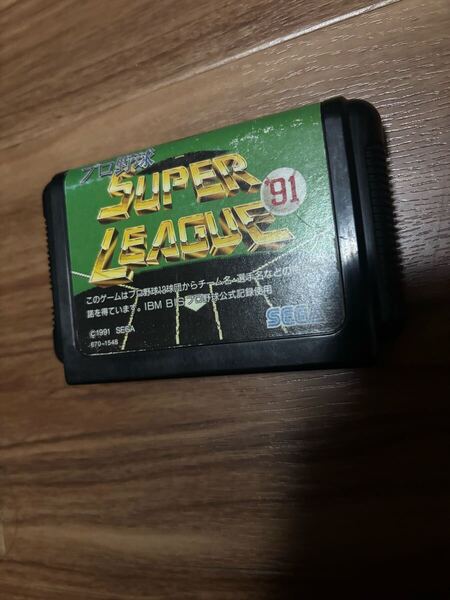 プロ野球
SUPER
LEAGUE '91
このゲームはプロ野球12球団からチーム名・選手名などの
諾を得ています。IBM BISプロ野球公式記録使用
©1991 SEGA
670-1548
SEGA